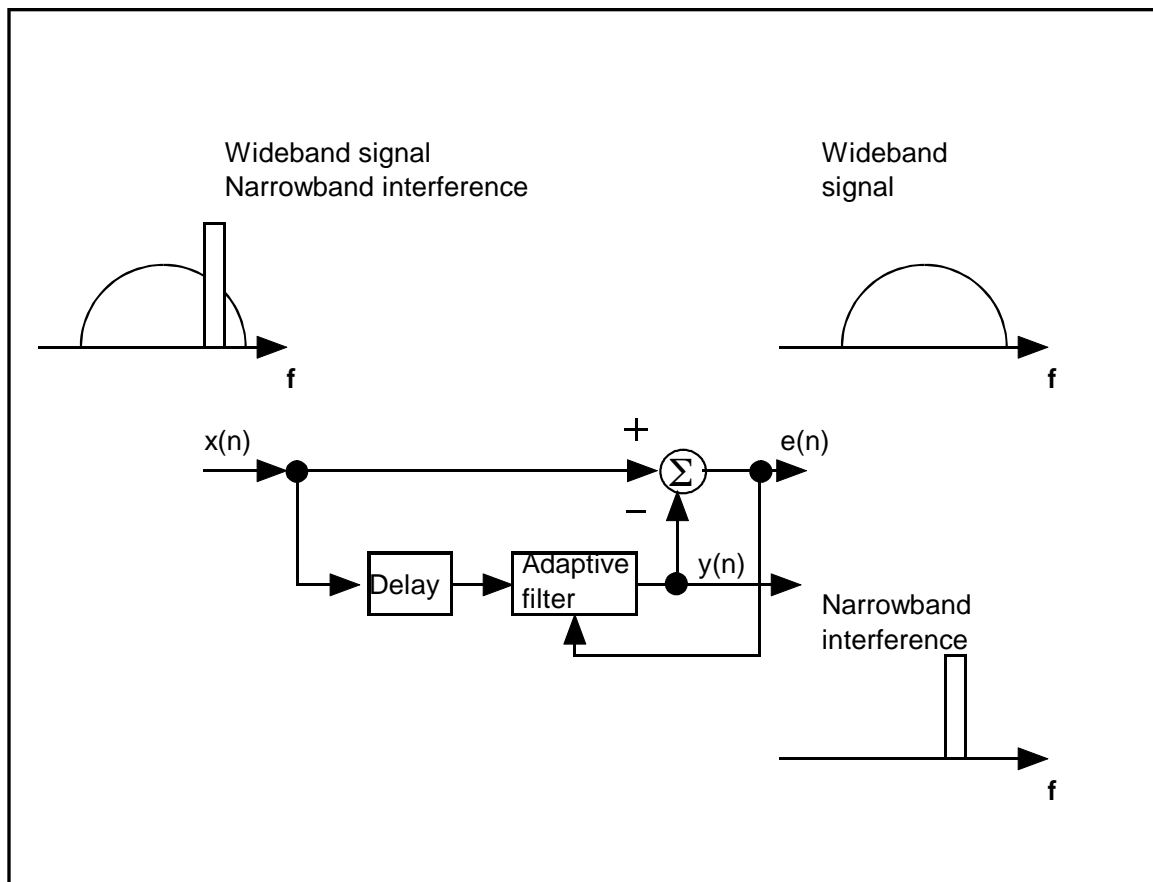 Wideband signal
Narrowband interference
Wideband
signal
f
f
x(n)
+
Σ
e(n)
−
Delay
Adaptive
filter
y(n)
Narrowband
interference
f